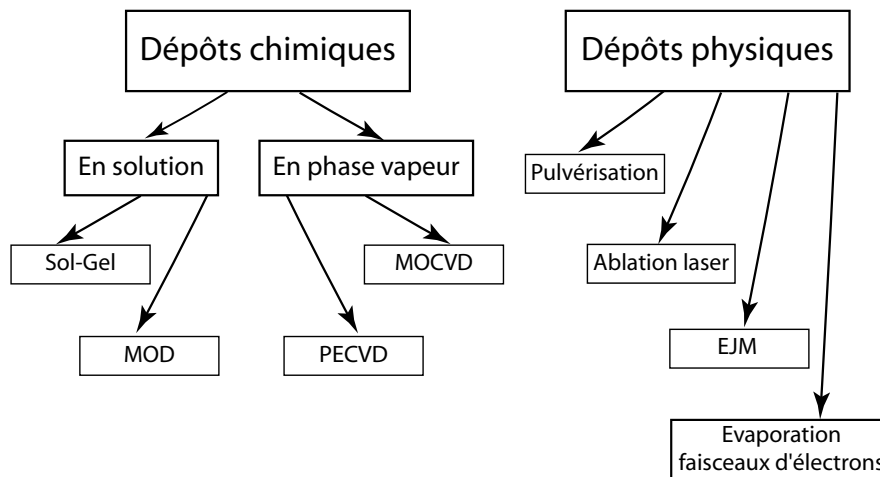 Dépôts chimiques
Dépôts physiques
En solution
En phase vapeur
Pulvérisation
Sol-Gel
MOCVD
Ablation laser
MOD
PECVD
EJM
Evaporation
faisceaux d'électrons